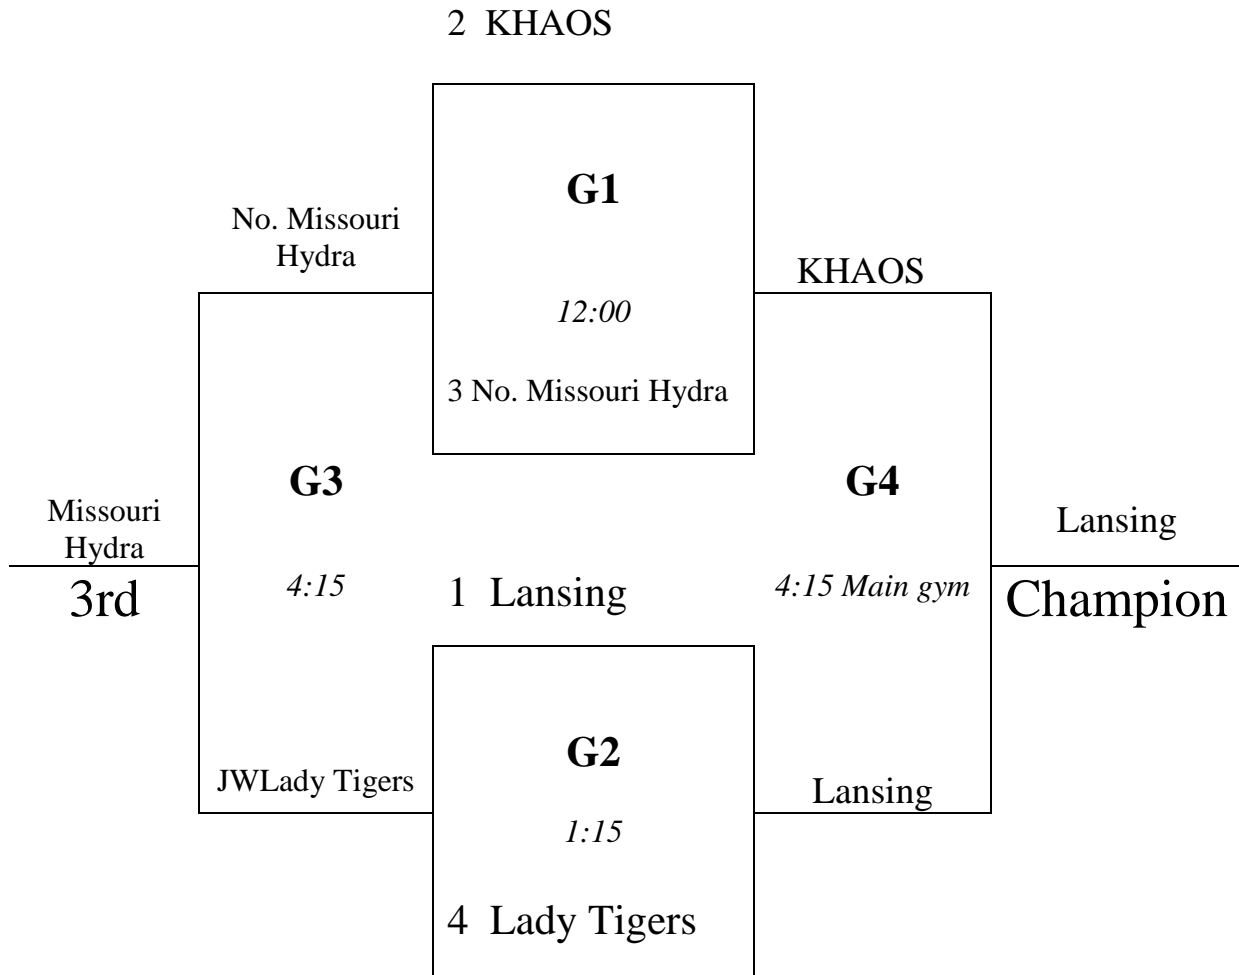 2 KHAOS
G1
No. Missouri
Hydra
KHAOS
12:00
3 No. Missouri Hydra
G3
G4
Missouri
Hydra
Lansing
3rd
4:15
1 Lansing
4:15 Main gym
Champion
G2
JWLady Tigers
Lansing
1:15
4 Lady Tigers